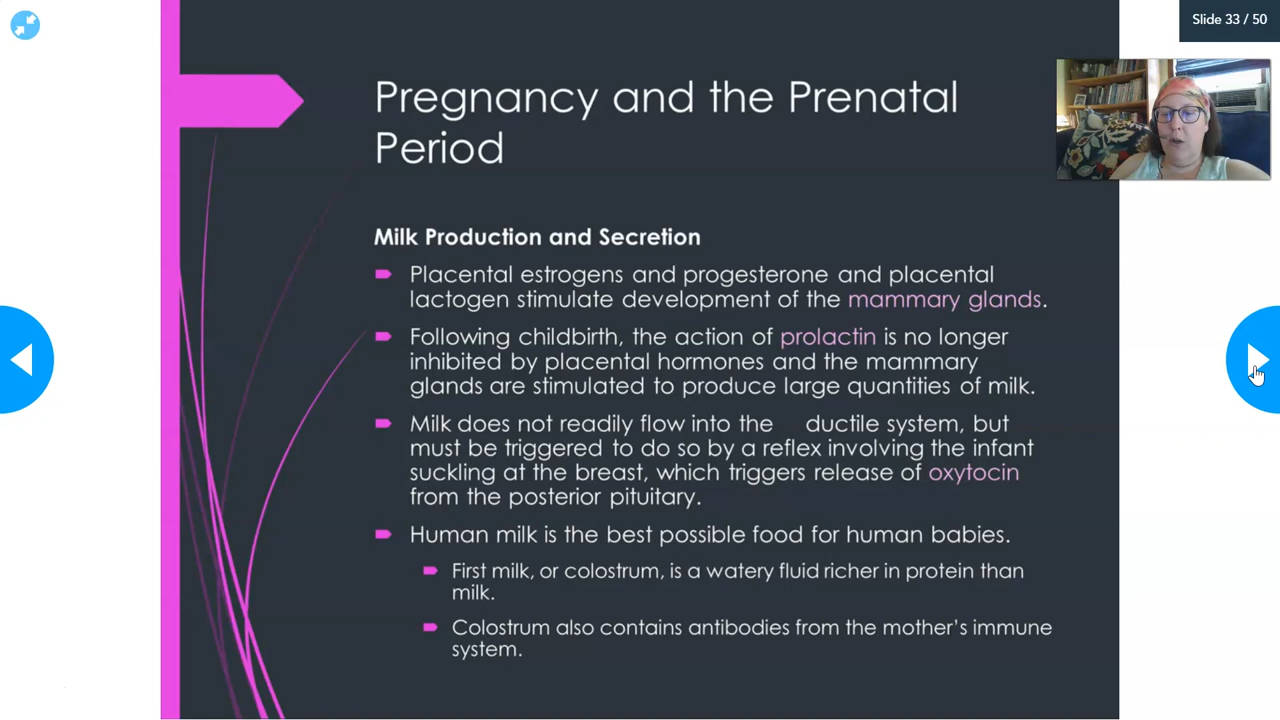 Slide 33 / 50
Pregnancy and the Prenatal
Period
Milk Production and Secretion
Placental estrogens and progesterone and placental
lactogen stimulate development of the mammary glands.
Following childbirth, the action of prolactin is no longer
inhibited by placental hormones and the mammary
glands are stimulated to produce large quantities of milk.
Milk does not readily flow into the ductile system, but
must be triggered to do so by a reflex involving the infant
suckling at the breast, which triggers release of oxytocin
from the posterior pituitary.
Human milk is the best possible food for human babies.
First milk, or colostrum, is a watery fluid richer in protein than
milk.
Colostrum also contains antibodies from the mother's immune
system.